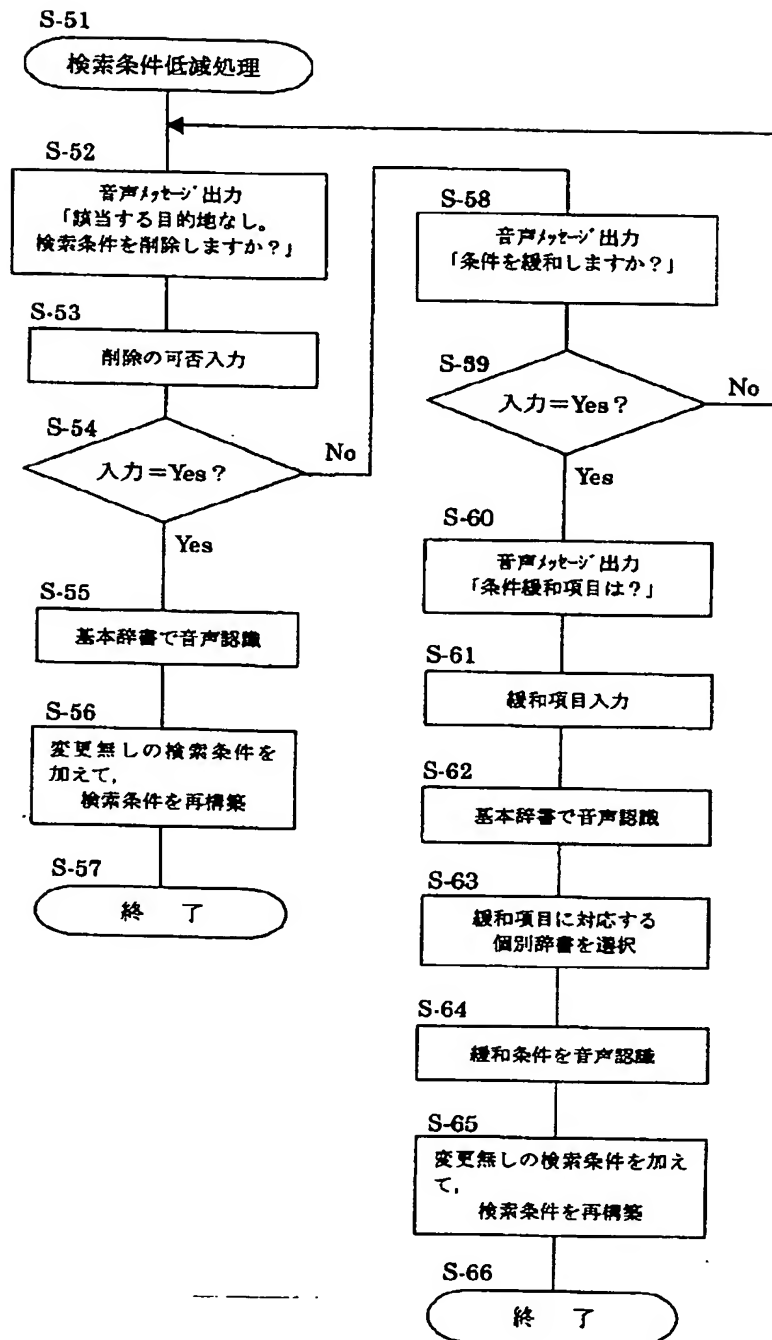 S-51
検索条件低減処理
S-52
音声メッセージ出力
「該当する目的地なし。
検索条件を削除しますか？」
S-53
削除の可否入力
S-54
入力＝Yes？
No
Yes
S-55
基本辞書で音声認識
S-56
変更無しの検索条件を
加えて，
検索条件を再構築
S-57
終 了
S-58
音声メッセージ出力
「条件を緩和しますか？」
S-39
入力＝Yes？
No
Yes
S-60
音声メッセージ出力
「条件緩和項目は？」
S-61
緩和項目入力
S-62
基本辞書で音声認識
S-63
緩和項目に対応する
個別辞書を選択
S-64
緩和条件を音声認識
S-65
変更無しの検索条件を加え
て，
検索条件を再構築
S-66
終 了